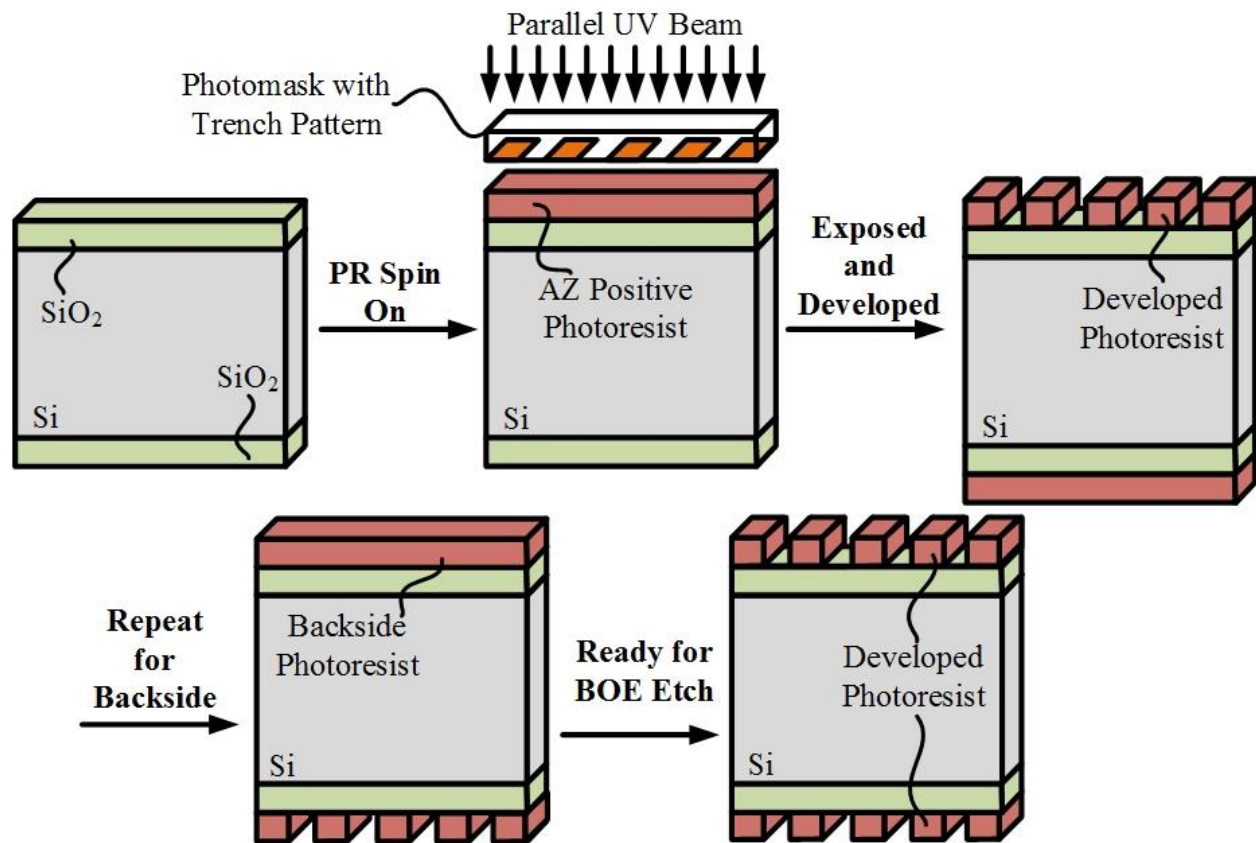 Parallel UV Beam
Photomask with
Trench Pattern
SiO₂
SiO₂
Si
PR Spin
On
AZ Positive
Photoresist
Si
Exposed
and
Developed
Developed
Photoresist
Si
Repeat
for
Backside
Backside
Photoresist
Si
Ready for
BOE Etch
Developed
Photoresist
Si